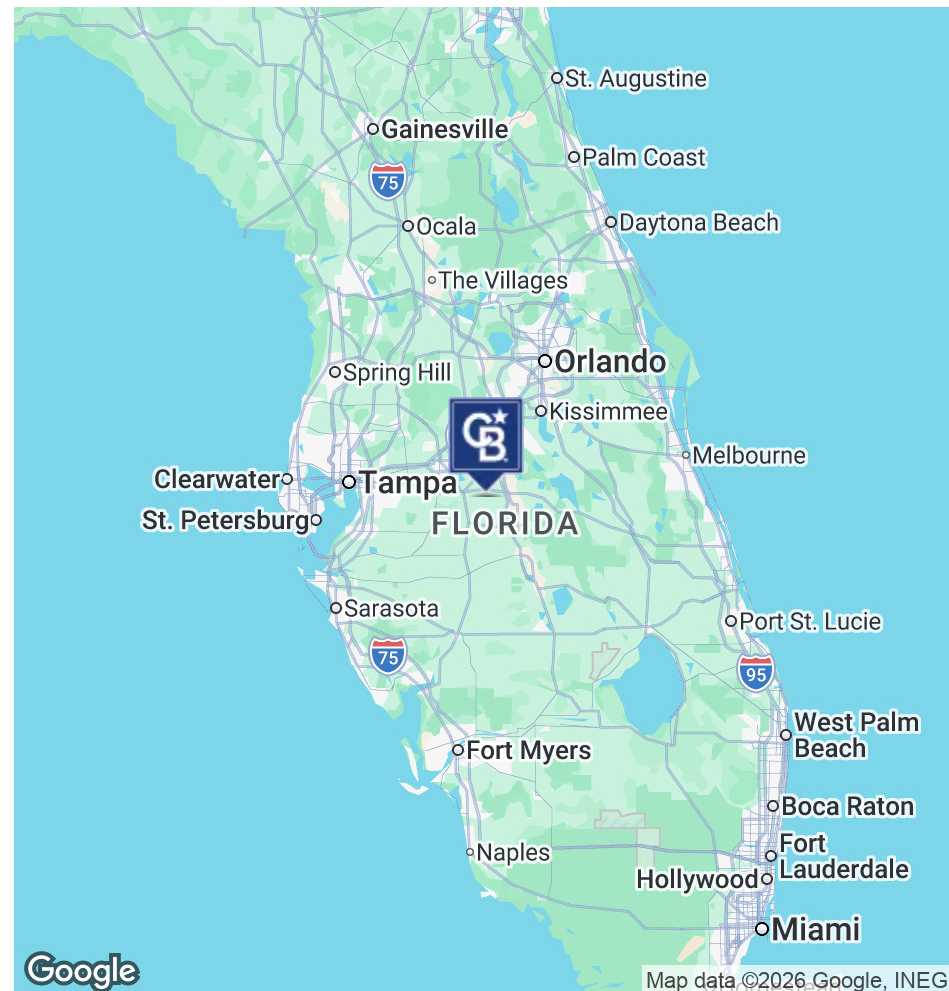 St. Augustine
Gainesville
75
Palm Coast
Ocala
Daytona Beach
The Villages
Orlando
Spring Hill
Kissimmee
CB
Melbourne
Clearwater
Tampa
St. Petersburg
FLORIDA
Sarasota
Port St. Lucie
75
95
West Palm
Beach
Fort Myers
Boca Raton
Naples
Fort
Lauderdale
Hollywood
Miami
Google
Map data ©2026 Google, INEG